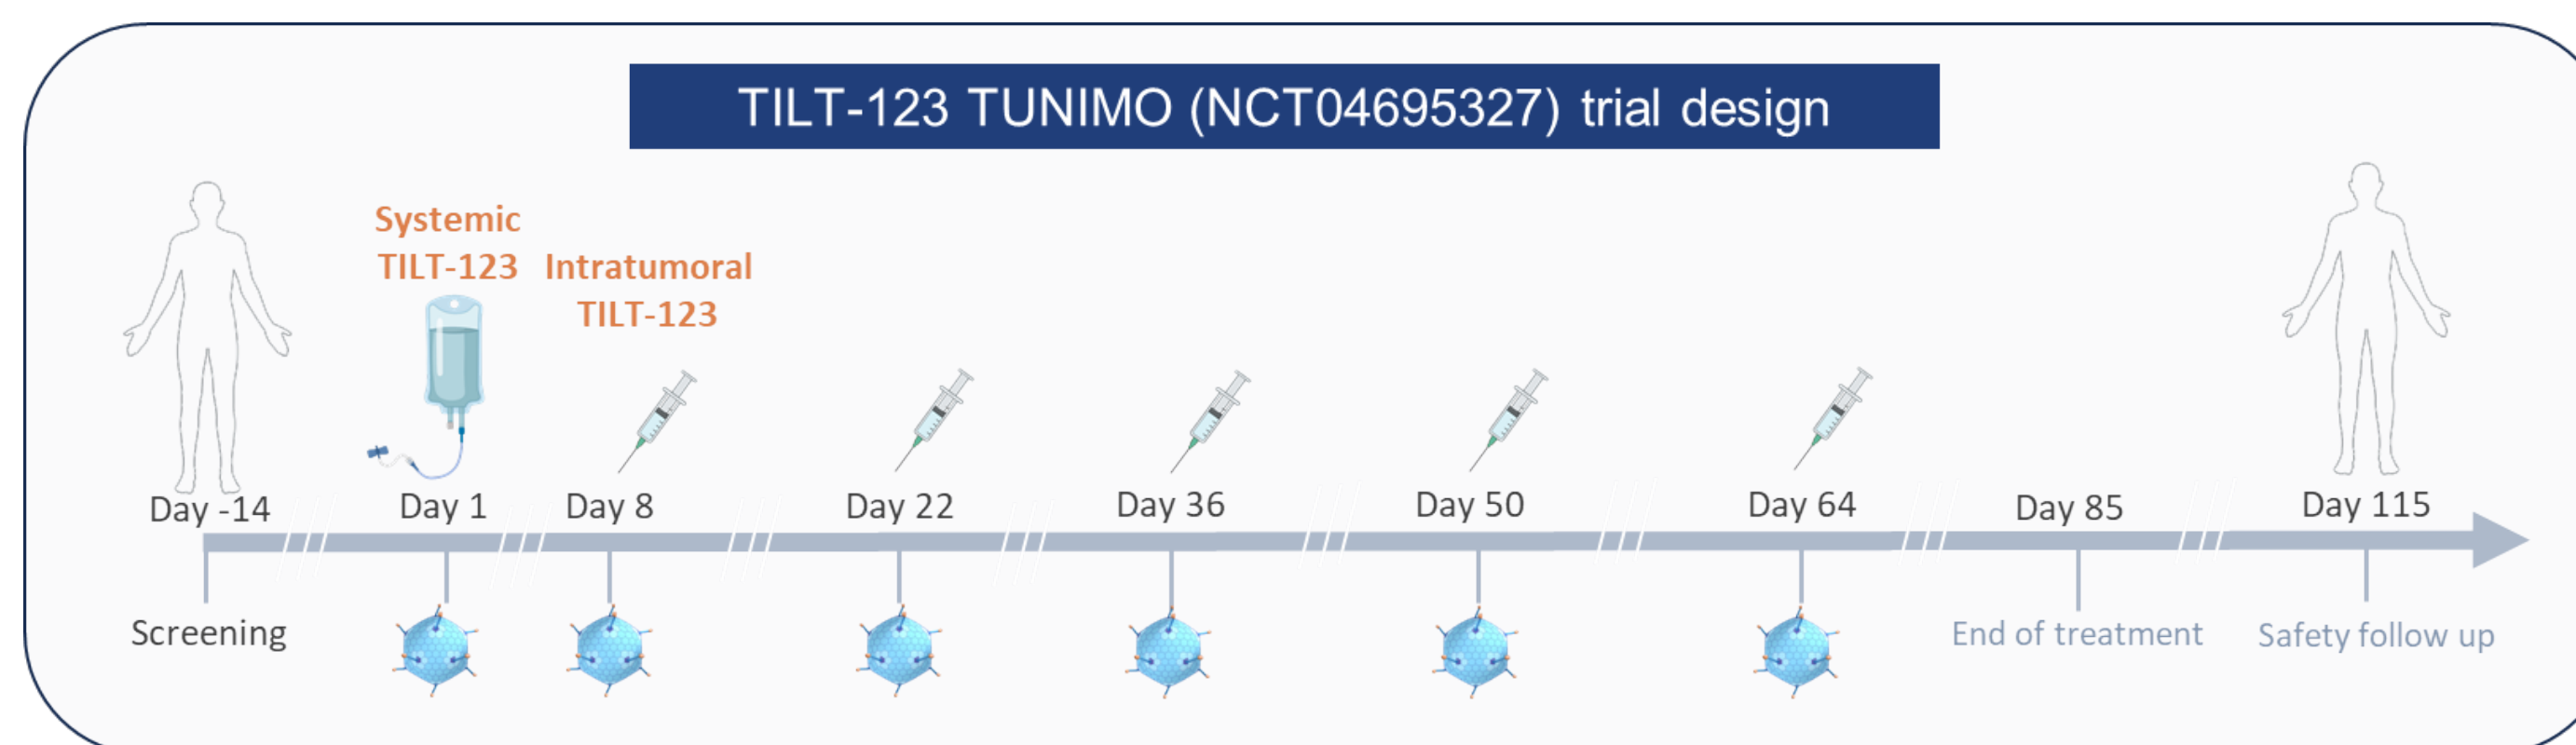 TILT-123 TUNIMO (NCT04695327) trial design
Systemic
TILT-123
Intratumoral
TILT-123
Day -14
Day 1
Day 8
Day 22
Day 36
Day 50
Day 64
Day 85
Day 115
Screening
End of treatment
Safety follow up